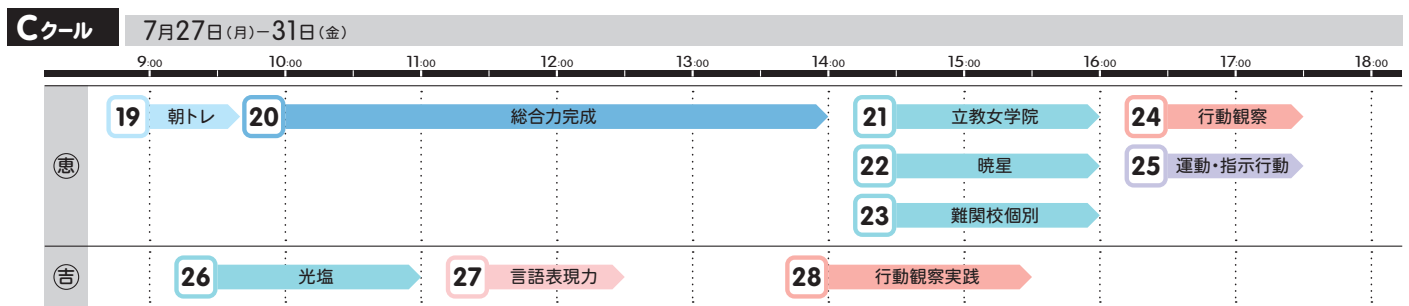 Cクール 7月27日(月)−31日(金)
9:00 10:00 11:00 12:00 13:00 14:00 15:00 16:00 17:00 18:00
恵
19 朝トレ 20 総合力完成 21 立教女学院 24 行動観察
22 暁星 25 運動・指示行動
23 難関校個別
吉
26 光塩 27 言語表現力 28 行動観察実践